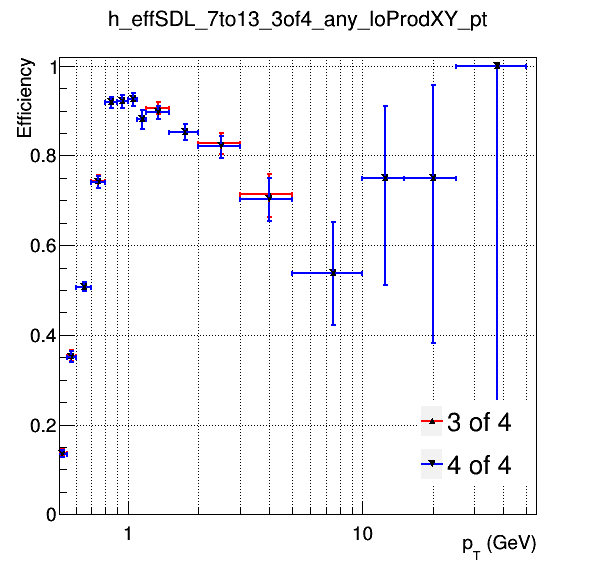 h_effSDL_7to13_3of4_any_loProdXY_pt
Efficiency
1
0.8
0.6
0.4
0.2
0
3 of 4
4 of 4
1
10
p_T (GeV)